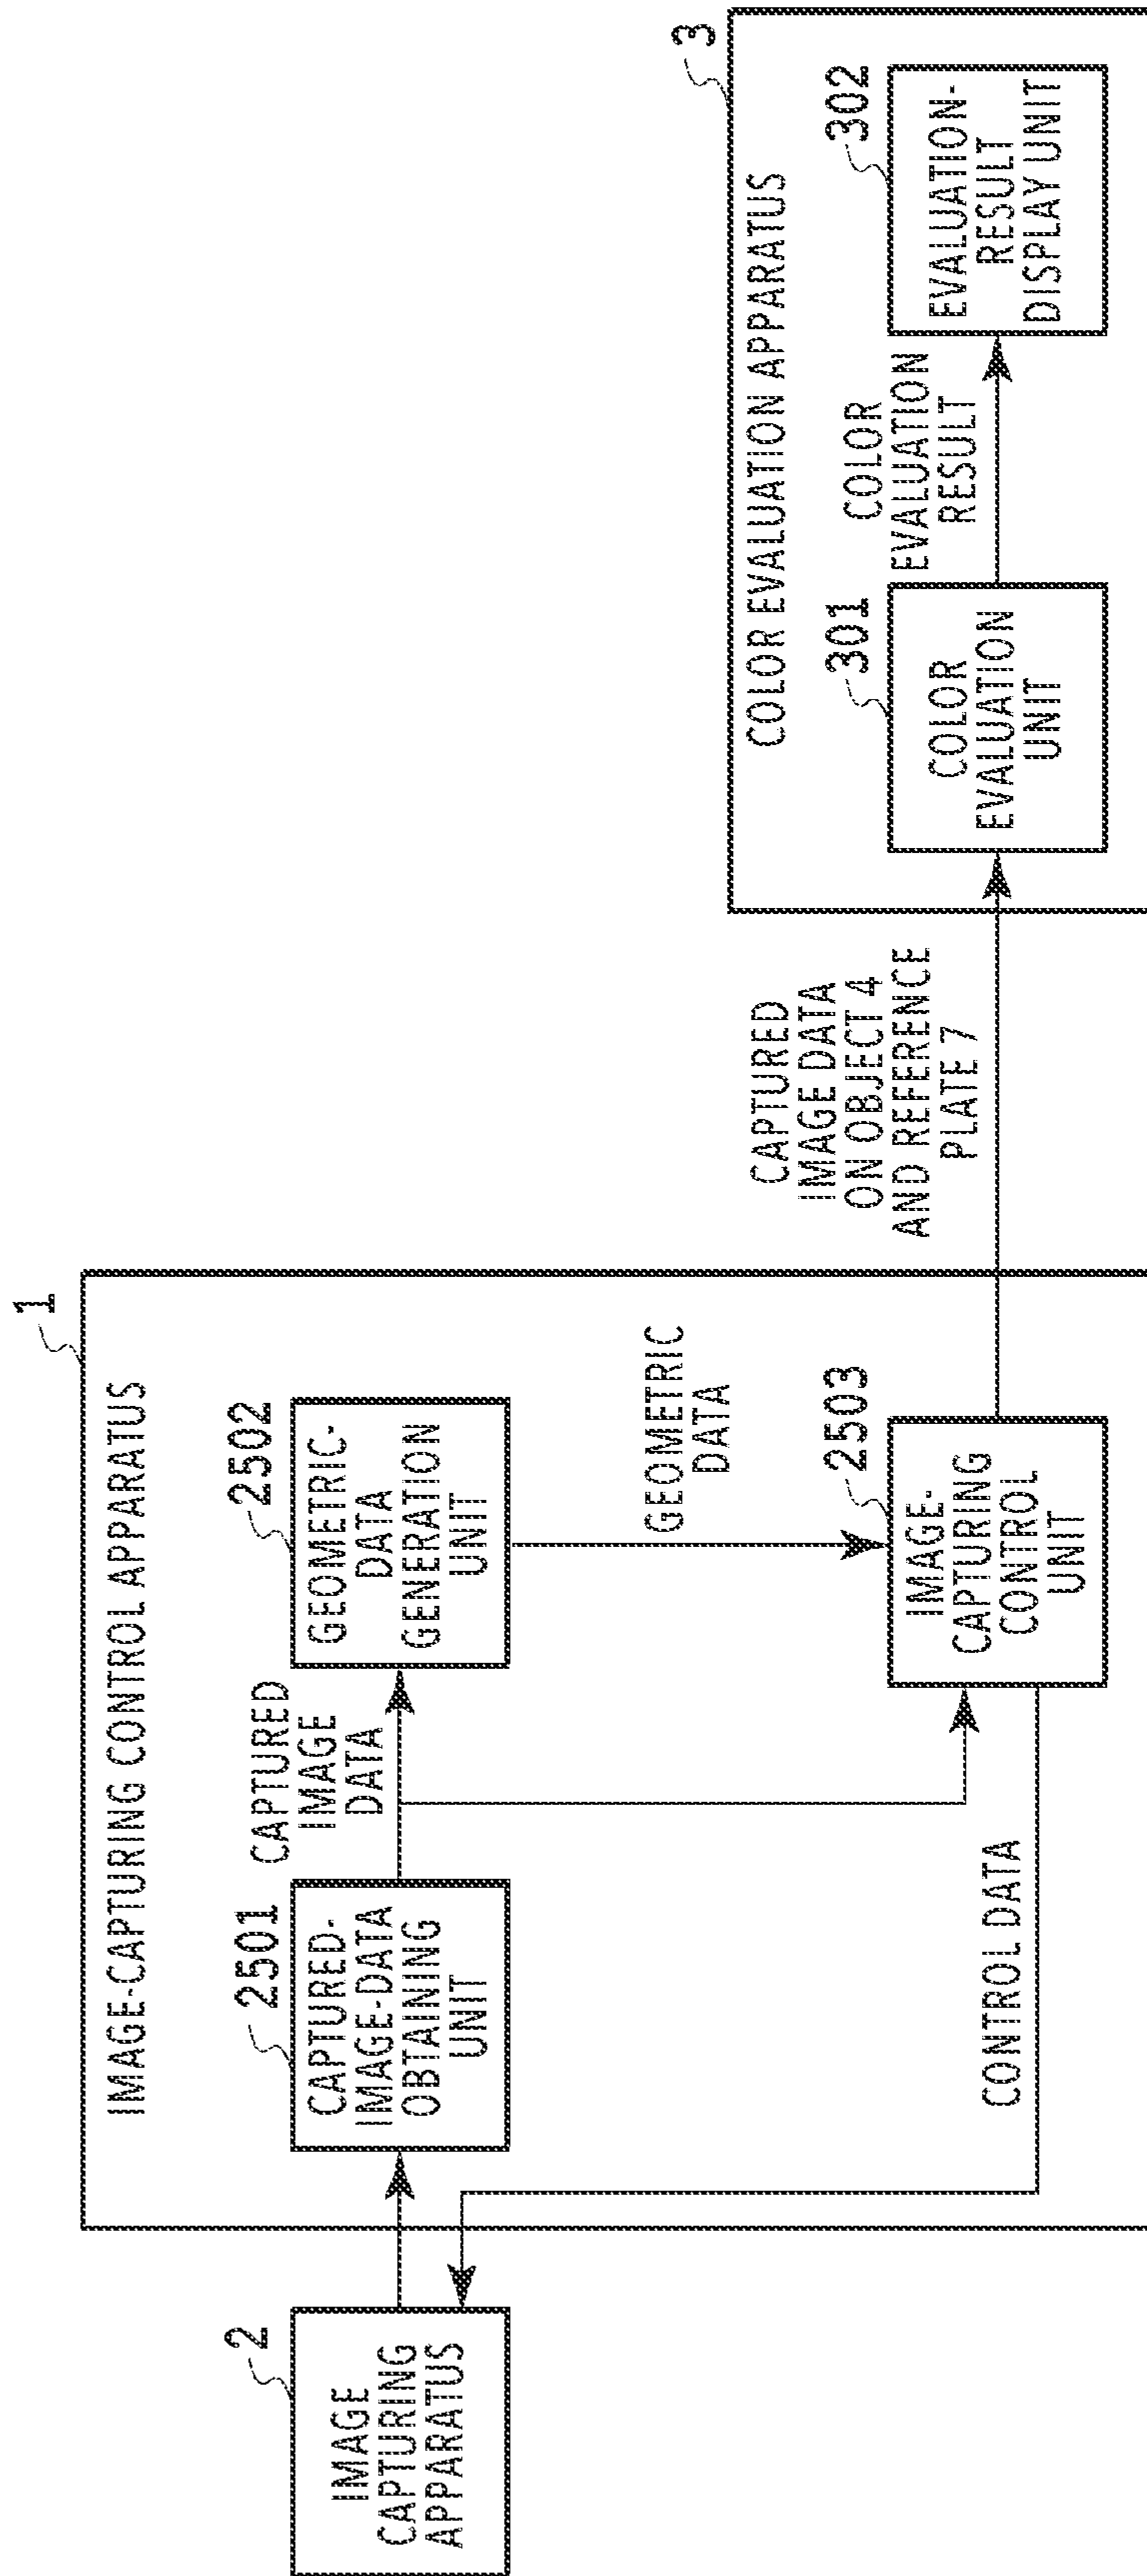 1
IMAGE-CAPTURING CONTROL APPARATUS
2
IMAGE
CAPTURING
APPARATUS
2501
CAPTURED-
IMAGE-DATA
OBTAINING
UNIT
CAPTURED
IMAGE
DATA
2502
GEOMETRIC-
DATA
GENERATION
UNIT
GEOMETRIC
DATA
2503
IMAGE-
CAPTURING
CONTROL
UNIT
CONTROL DATA
CAPTURED
IMAGE DATA
ON OBJECT 4
AND REFERENCE
PLATE 7
3
COLOR EVALUATION APPARATUS
301
COLOR
EVALUATION
UNIT
COLOR
EVALUATION
RESULT
302
EVALUATION-
RESULT
DISPLAY UNIT